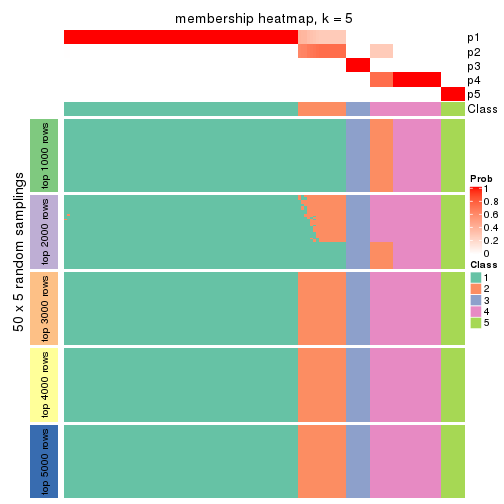 membership heatmap, k = 5
p1
p2
p3
p4
p5
Class
50 x 5 random samplings
top 1000 rows
top 2000 rows
top 3000 rows
top 4000 rows
top 5000 rows
Prob
1
0.8
0.6
0.4
0.2
0
Class
1
2
3
4
5